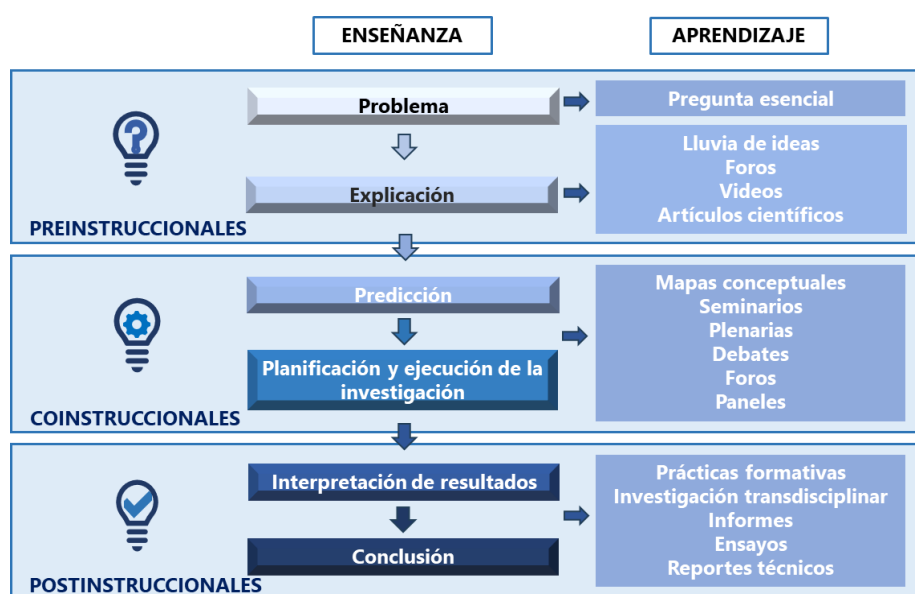 ENSEÑANZA
APRENDIZAJE
Problema
Pregunta esencial
Explicación
Lluvia de ideas
Foros
Videos
Artículos científicos
PREINSTRUCCIONALES
Predicción
Planificación y ejecución de la
investigación
Mapas conceptuales
Seminarios
Plenarias
Debates
Foros
Paneles
COINSTRUCCIONALES
Interpretación de resultados
Conclusión
Prácticas formativas
Investigación transdisciplinar
Informes
Ensayos
Reportes técnicos
POSTINSTRUCCIONALES